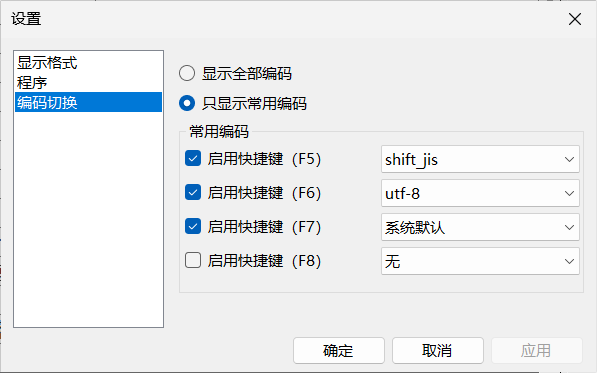 设置
显示格式
程序
编码切换
显示全部编码
只显示常用编码
常用编码
启用快捷键（F5） shift_jis
启用快捷键（F6） utf-8
启用快捷键（F7） 系统默认
启用快捷键（F8） 无
确定 取消 应用